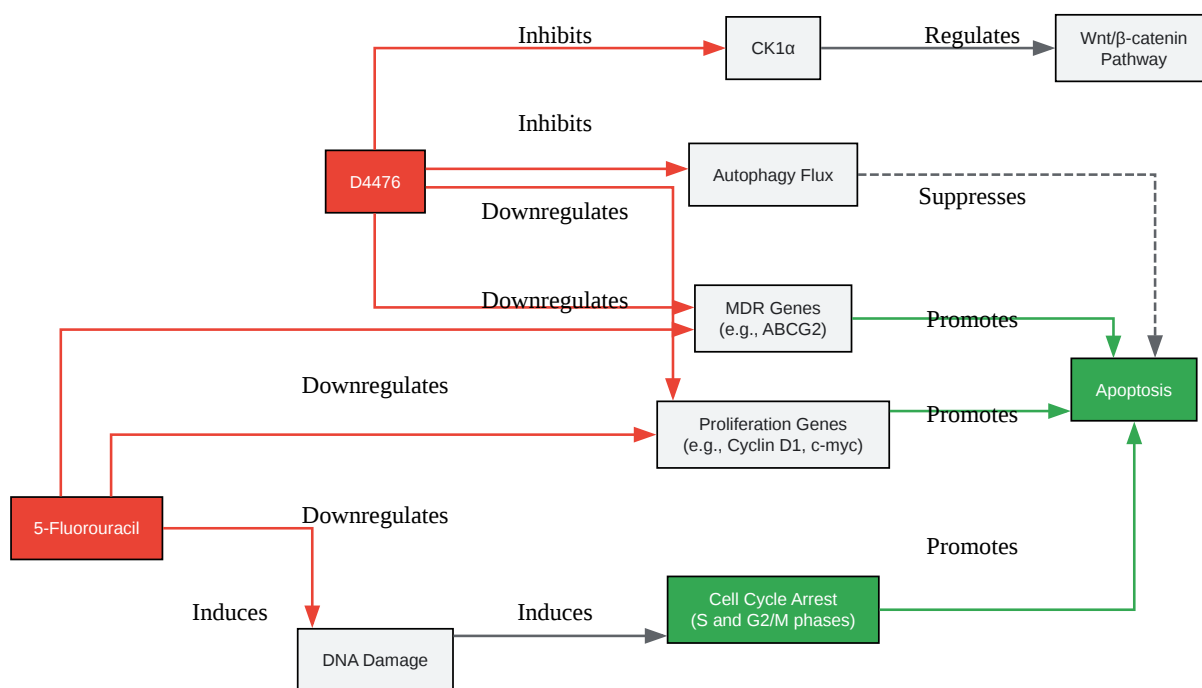 Inhibits
CK1α
Regulates
Wnt/β-catenin
Pathway
Inhibits
D4476
Autophagy Flux
Suppresses
Downregulates
Downregulates
MDR Genes
(e.g., ABCG2)
Promotes
Downregulates
Apoptosis
Proliferation Genes
(e.g., Cyclin D1, c-myc)
Promotes
5-Fluorouracil
Downregulates
Promotes
Induces
Induces
Cell Cycle Arrest
(S and G2/M phases)
DNA Damage